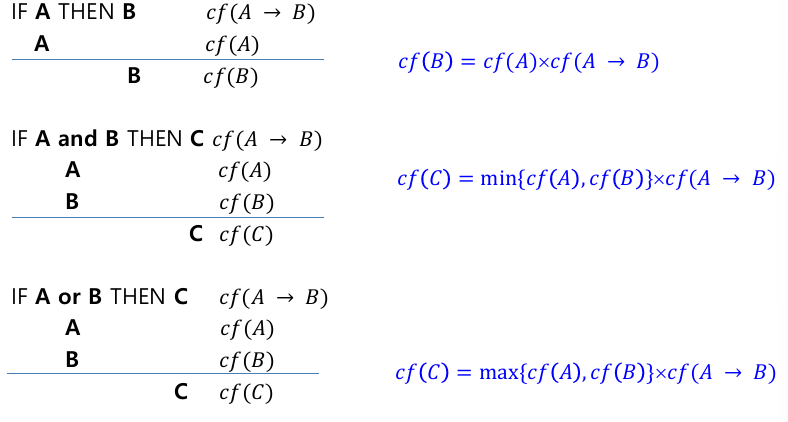 IF A THEN B cf(A → B)
A cf(A)
cf(B) = cf(A)×cf(A → B)
B cf(B)
IF A and B THEN C cf(A → B)
A cf(A)
cf(C) = min{cf(A), cf(B)}×cf(A → B)
B cf(B)
C cf(C)
IF A or B THEN C cf(A → B)
A cf(A)
B cf(B)
cf(C) = max{cf(A), cf(B)}×cf(A → B)
C cf(C)